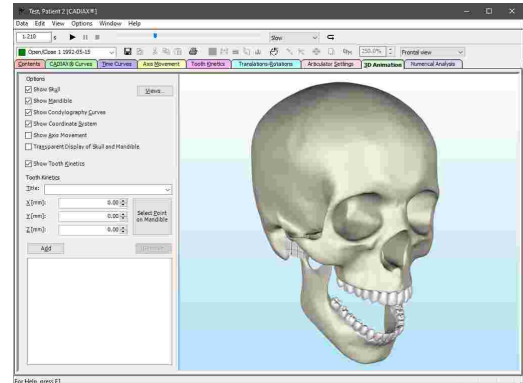 Test, Patient 2 [CADIAX*]
Data Edit View Options Window Help
1-219 s Slow
Open/Close 1 1992-05-15 250.0% Frontal view
Contents CADIAX® Curves Time Curves Axis Movement Tooth Kinetics Translations-Rotations Articulator Settings 3D Animation Numerical Analysis
Options
Show Skull Views...
Show Mandible
Show Condylography Curves
Show Coordinate System
Show Axis Movement
Transparent Display of Skull and Mandible
Show Tooth Kinetics
Tooth Kinetics
Title:
X [mm]: 0.00
Y [mm]: 0.00 Select Point on Mandible
Z [mm]: 0.00
Add
For Help, press F1